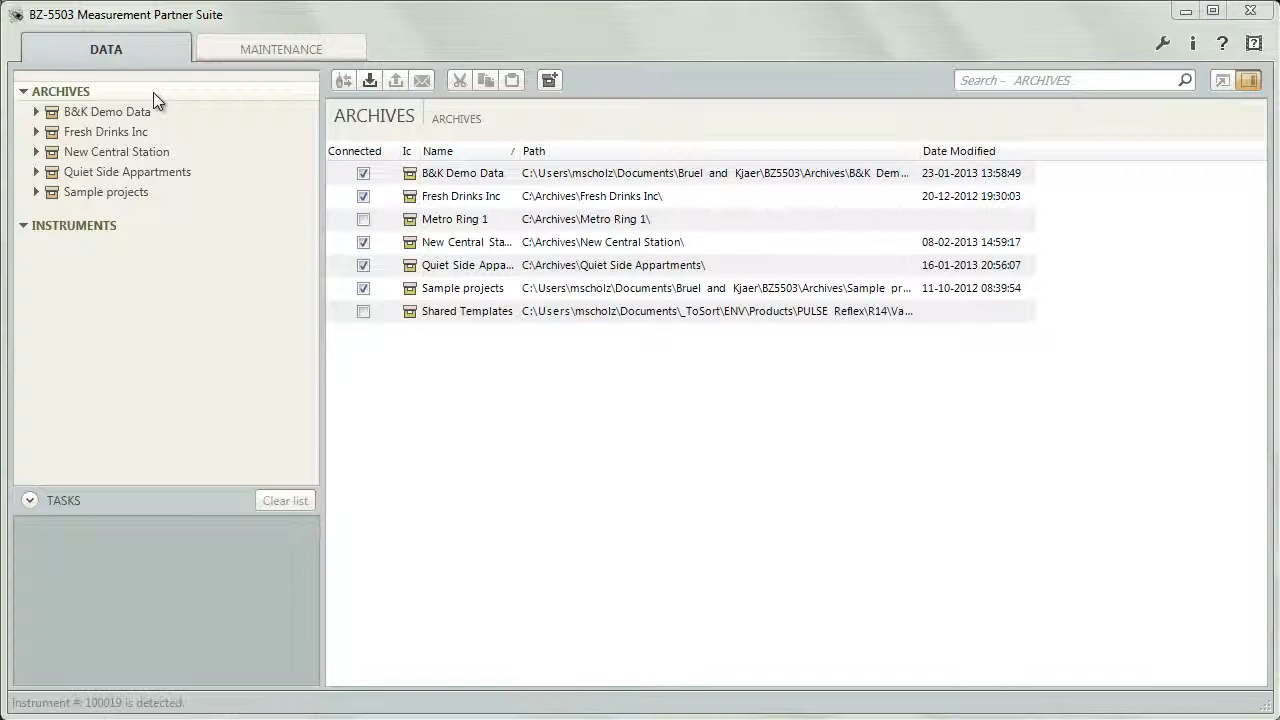 BZ-5503 Measurement Partner Suite
DATA
MAINTENANCE
ARCHIVES
B&K Demo Data
Fresh Drinks Inc
New Central Station
Quiet Side Appartments
Sample projects
INSTRUMENTS
TASKS
Clear list
Search - ARCHIVES
ARCHIVES ARCHIVES
Connected Ic Name / Path Date Modified
B&K Demo Data C:\Users\mscholz\Documents\Bruel and Kjaer\BZ5503\Archives\B&K Dem... 23-01-2013 13:58:49
Fresh Drinks Inc C:\Archives\Fresh Drinks Inc\ 20-12-2012 19:30:03
Metro Ring 1 C:\Archives\Metro Ring 1\
New Central Sta... C:\Archives\New Central Station\ 08-02-2013 14:59:17
Quiet Side Appa... C:\Archives\Quiet Side Appartments\ 16-01-2013 20:56:07
Sample projects C:\Users\mscholz\Documents\Bruel and Kjaer\BZ5503\Archives\Sample pr... 11-10-2012 08:39:54
Shared Templates C:\Users\mscholz\Documents\_ToSort\ENV\Products\PULSE Reflex\R14\Va...
Instrument #: 100019 is detected.